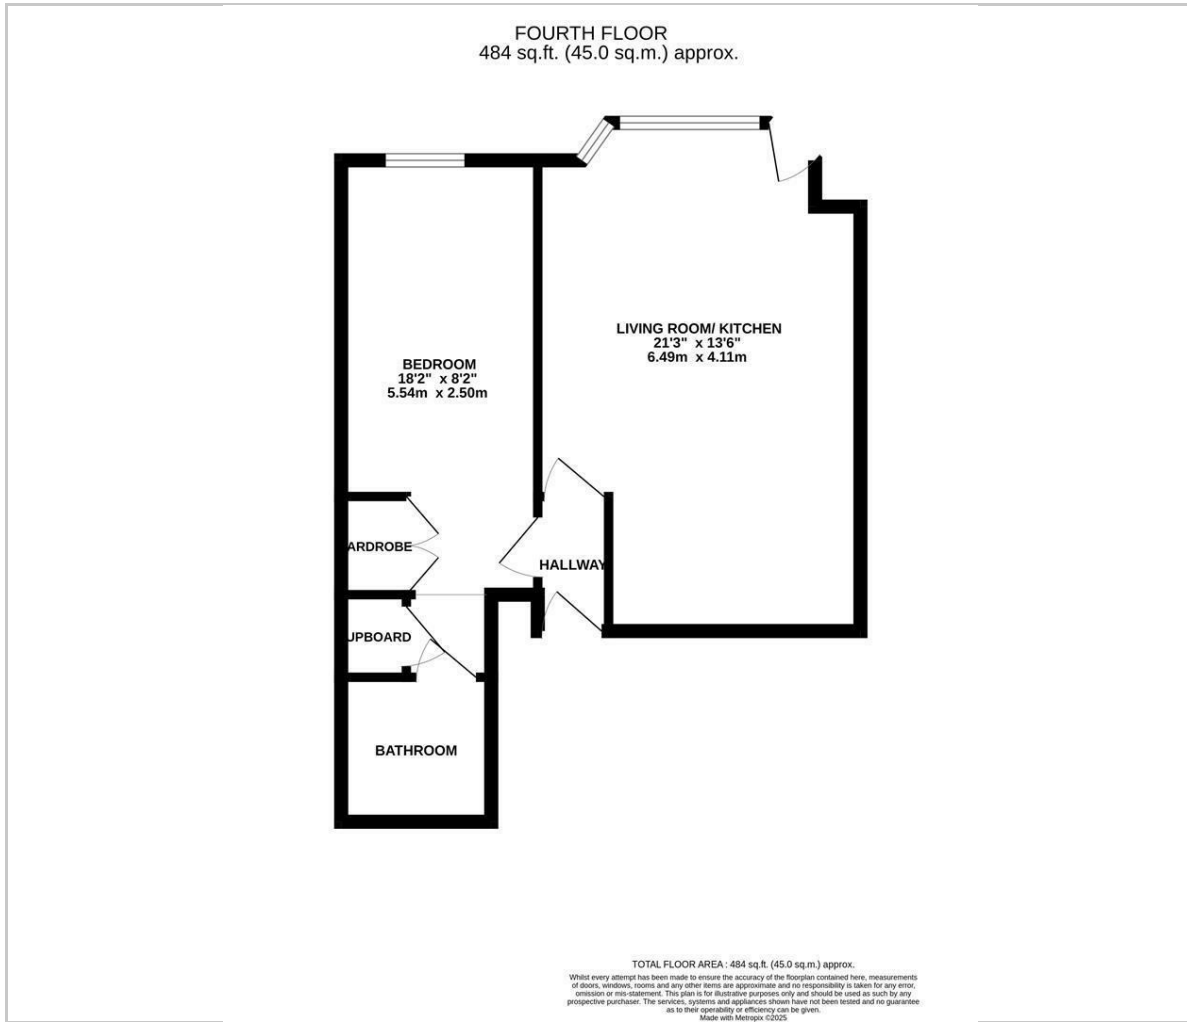 FOURTH FLOOR
484 sq.ft. (45.0 sq.m.) approx.
LIVING ROOM/ KITCHEN
21'3" x 13'6"
6.49m x 4.11m
BEDROOM
18'2" x 8'2"
5.54m x 2.50m
ARDROBE
HALLWAY
UPBOARD
BATHROOM
TOTAL FLOOR AREA : 484 sq.ft. (45.0 sq.m.) approx.
Whilst every attempt has been made to ensure the accuracy of the floorplan contained here, measurements
of doors, windows, rooms and any other items are approximate and no responsibility is taken for any error,
omission or mis-statement. This plan is for illustrative purposes only and should be used as such by any
prospective purchaser. The services, systems and appliances shown have not been tested and no guarantee
as to their operability or efficiency can be given.
Made with Metropix ©2025